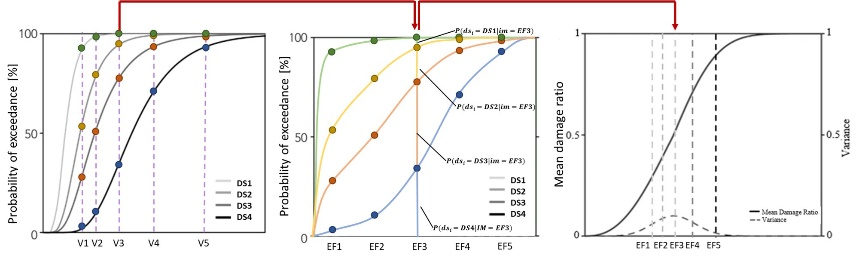 Probability of exceedance [%]
100
50
0
V1 V2 V3 V4 V5
DS1
DS2
DS3
DS4
Probability of exceedance [%]
100
50
0
EF1 EF2 EF3 EF4 EF5
P(ds_i = DS1|im = EF3)
P(ds_i = DS2|im = EF3)
P(ds_i = DS3|im = EF3)
P(ds_i = DS4|IM = EF3)
DS1
DS2
DS3
DS4
Mean damage ratio
1
0.5
0
EF1 EF2 EF3 EF4 EF5
Mean Damage Ratio
Variance
1
0.5
0
Variance